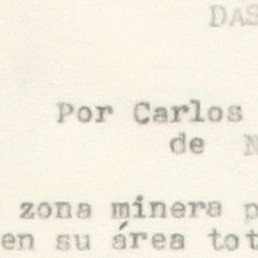 DAS
Por Carlos
de N
zona minera p
en su área tot